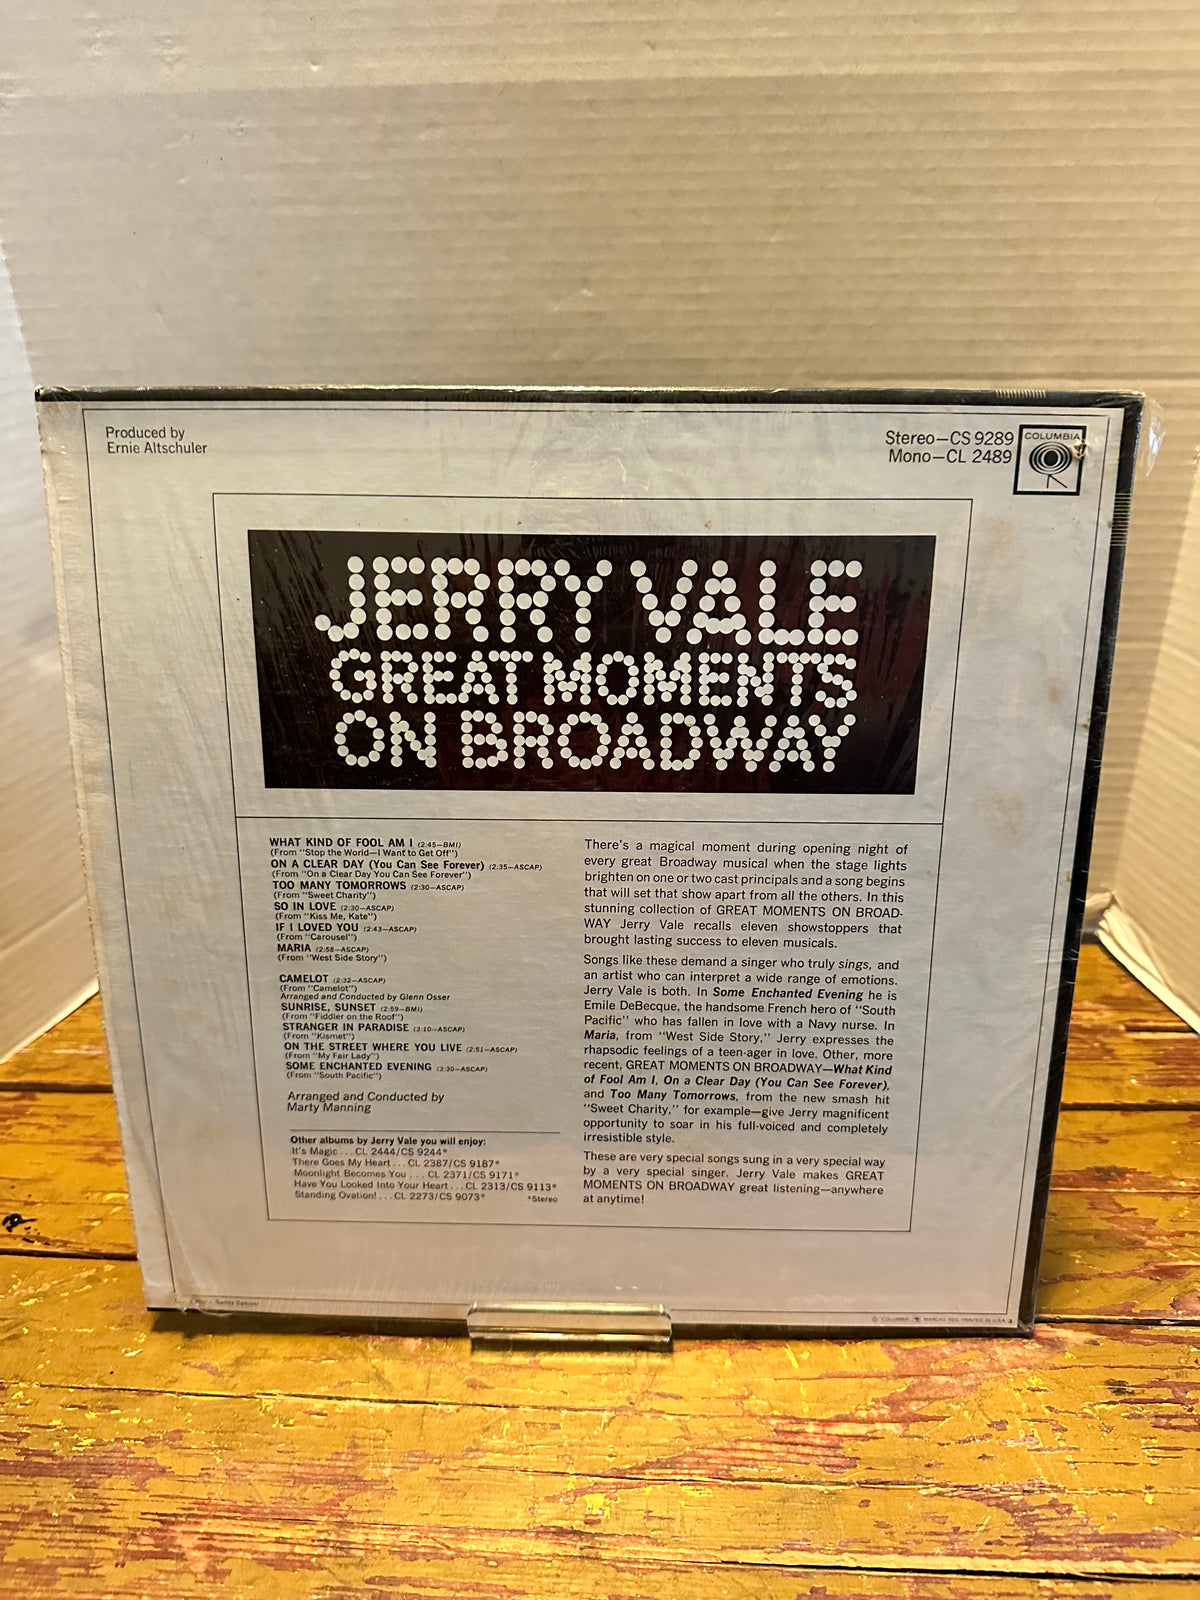 Produced by
Ernie Altschuler
Stereo—CS 9289
Mono—CL 2489
COLUMBIA
JERRY VALE
GREAT MOMENTS
ON BROADWAY
WHAT KIND OF FOOL AM I (2:45—BMI)
(From "Stop the World—I Want to Get Off")
ON A CLEAR DAY (You Can See Forever) (2:35—ASCAP)
(From "On a Clear Day You Can See Forever")
TOO MANY TOMORROWS (2:30—ASCAP)
(From "Sweet Charity")
SO IN LOVE (2:30—ASCAP)
(From "Kiss Me, Kate")
IF I LOVED YOU (2:43—ASCAP)
(From "Carousel")
MARIA (2:58—ASCAP)
(From "West Side Story")
CAMELOT (2:32—ASCAP)
(From "Camelot")
Arranged and Conducted by Glenn Osser
SUNRISE, SUNSET (2:59—BMI)
(From "Fiddler on the Roof")
STRANGER IN PARADISE (3:10—ASCAP)
(From "Kismet")
ON THE STREET WHERE YOU LIVE (2:51—ASCAP)
(From "My Fair Lady")
SOME ENCHANTED EVENING (3:30—ASCAP)
(From "South Pacific")
Arranged and Conducted by
Marty Manning
Other albums by Jerry Vale you will enjoy:
It's Magic . . . CL 2444/CS 9244*
There Goes My Heart . . . CL 2387/CS 9187*
Moonlight Becomes You . . . CL 2371/CS 9171*
Have You Looked Into Your Heart . . . CL 2313/CS 9113*
Standing Ovation! . . . CL 2273/CS 9073* *Stereo
There's a magical moment during opening night of
every great Broadway musical when the stage lights
brighten on one or two cast principals and a song begins
that will set that show apart from all the others. In this
stunning collection of GREAT MOMENTS ON BROAD-
WAY Jerry Vale recalls eleven showstoppers that
brought lasting success to eleven musicals.
Songs like these demand a singer who truly sings, and
an artist who can interpret a wide range of emotions.
Jerry Vale is both. In Some Enchanted Evening he is
Emile DeBecque, the handsome French hero of "South
Pacific" who has fallen in love with a Navy nurse. In
Maria, from "West Side Story," Jerry expresses the
rhapsodic feelings of a teen-ager in love. Other, more
recent, GREAT MOMENTS ON BROADWAY—What Kind
of Fool Am I, On a Clear Day (You Can See Forever),
and Too Many Tomorrows, from the new smash hit
"Sweet Charity," for example—give Jerry magnificent
opportunity to soar in his full-voiced and completely
irresistible style.
These are very special songs sung in a very special way
by a very special singer. Jerry Vale makes GREAT
MOMENTS ON BROADWAY great listening—anywhere
at anytime!
© "COLUMBIA" MARCAS REG. PRINTED IN U.S.A. 3